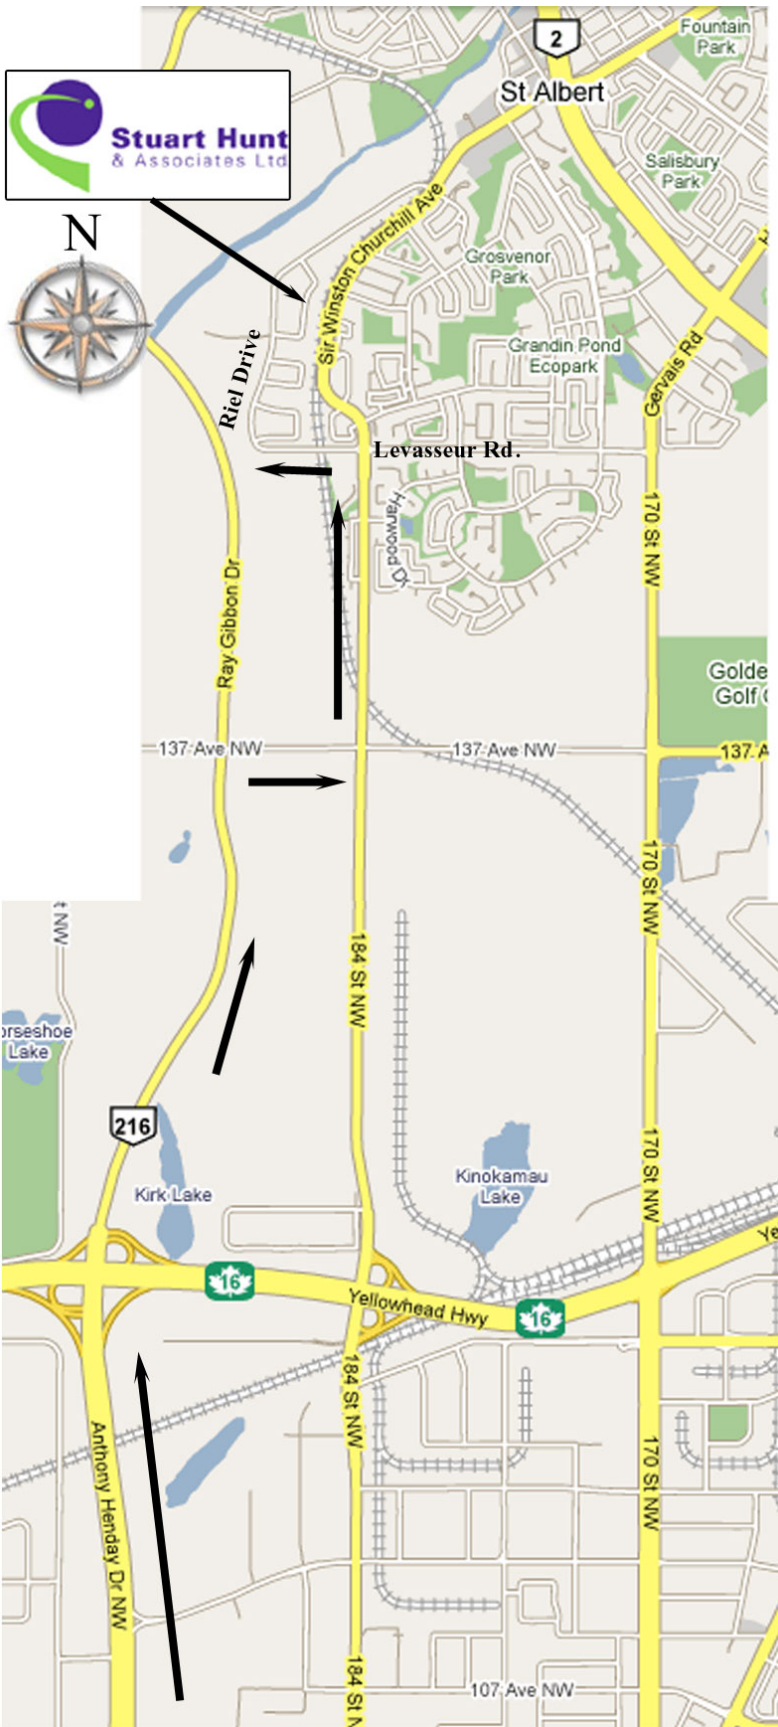 Fountain
Park
2
St Albert
Stuart Hunt
& Associates Ltd
Salisbury
Park
N
Sir Winston Churchill Ave
Grosvenor
Park
Grandin Pond
Ecopark
Riel Drive
Gervais Rd
Levasseur Rd.
Harwood Dr
170 St NW
Ray Gibbon Dr
Golde
Golf
137 Ave NW
137 Ave NW
137 A
170 St NW
t NW
184 St NW
orseshoe
Lake
216
170 St NW
Kirk Lake
Kinokamau
Lake
Ye
16
Yellowhead Hwy
16
184 St NW
Anthony Henday Dr NW
170 St NW
184 St N
107 Ave NW